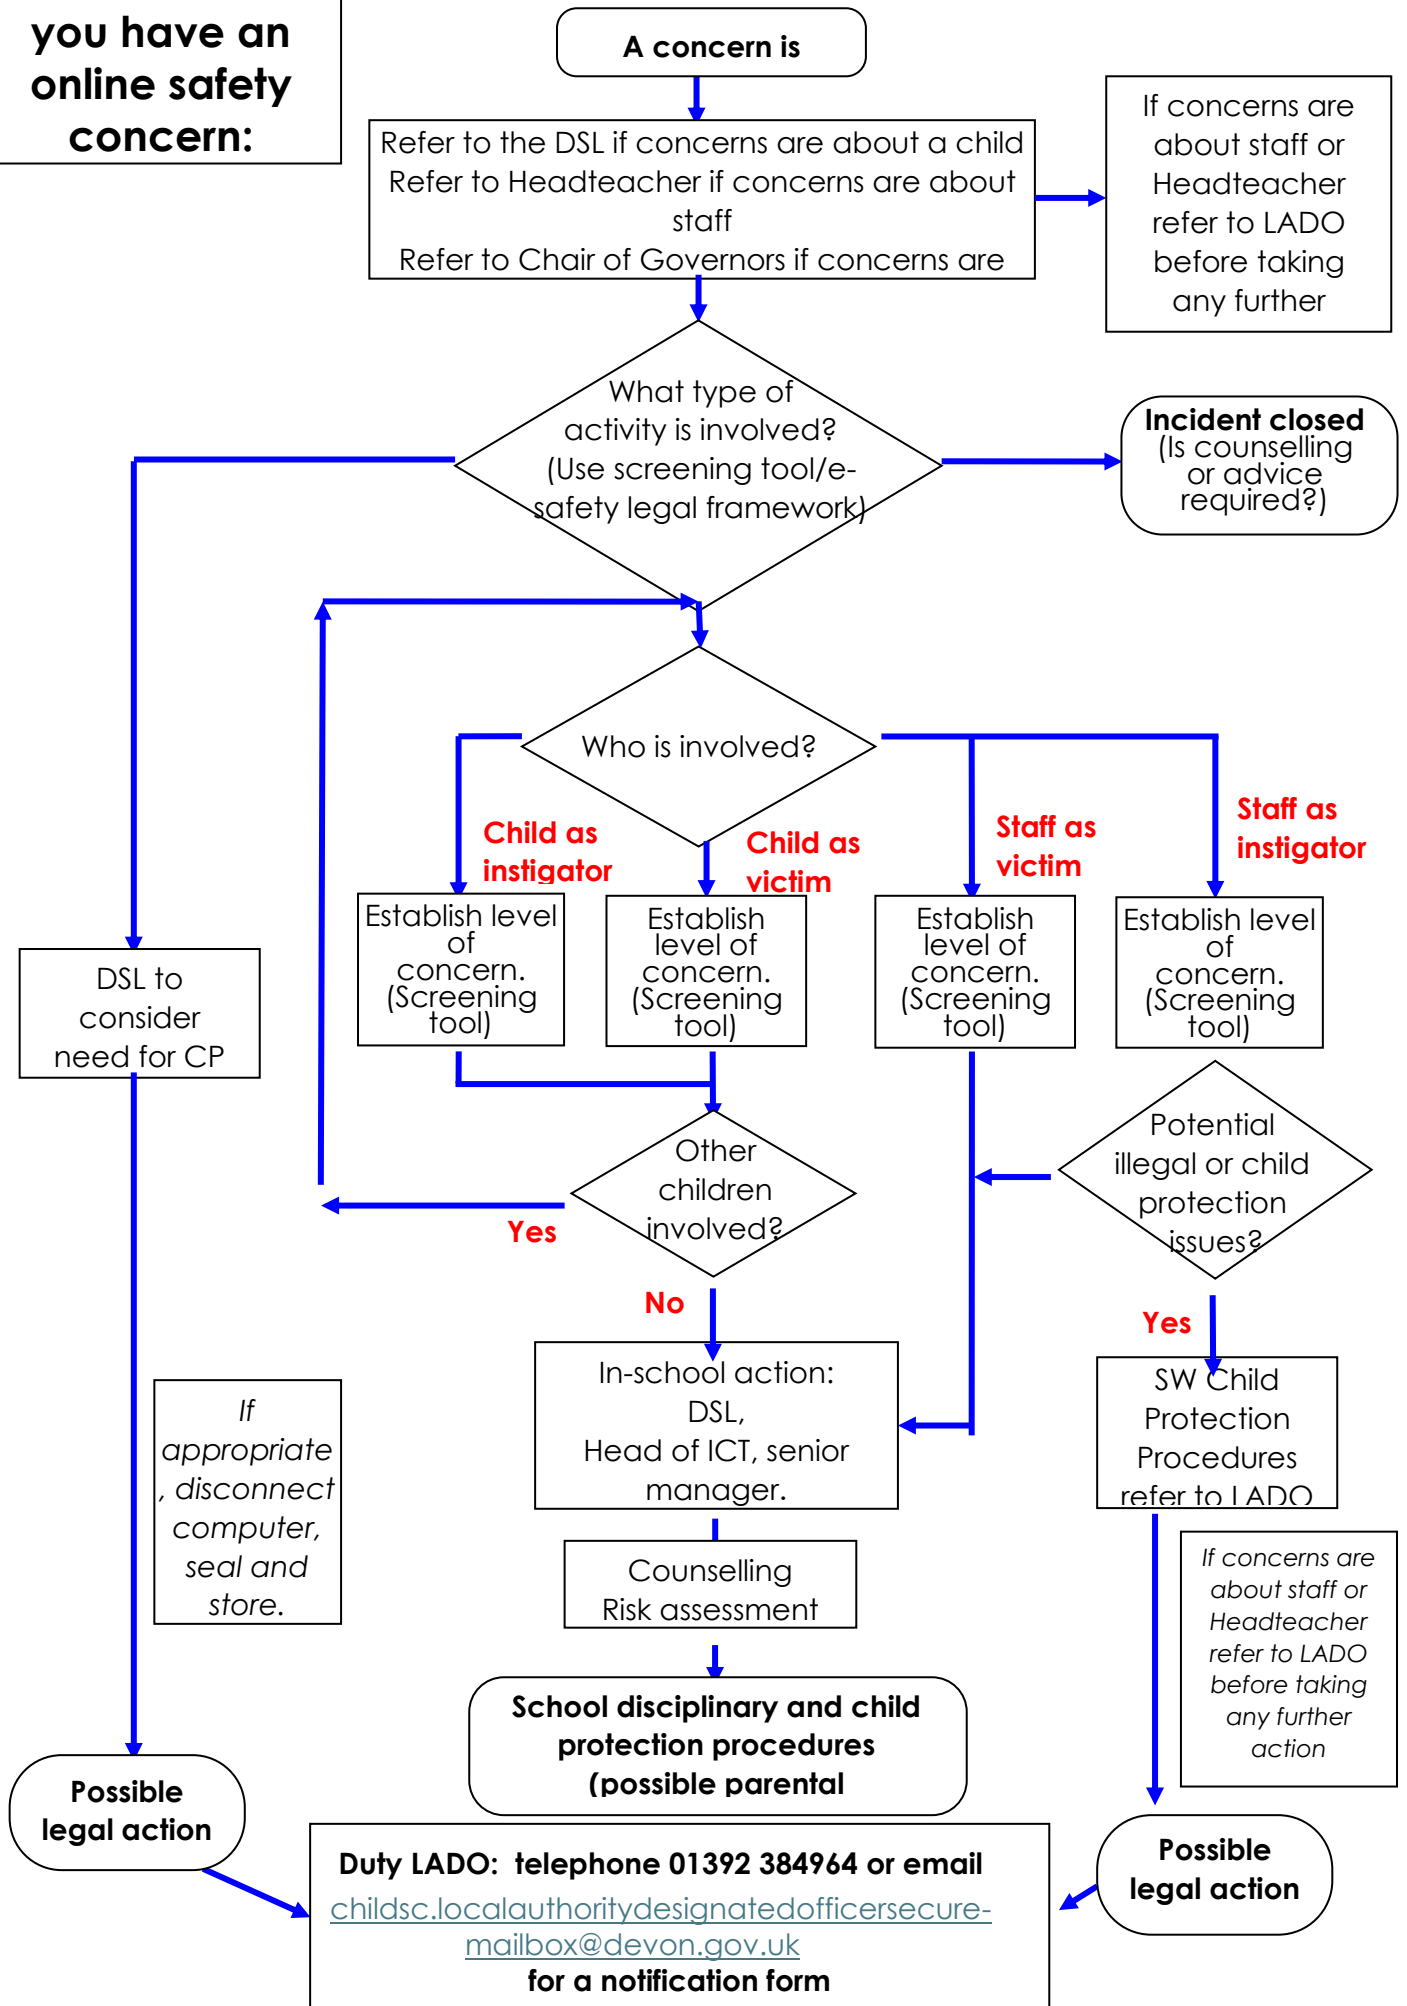 you have an
online safety
concern:
A concern is
Refer to the DSL if concerns are about a child
Refer to Headteacher if concerns are about
staff
Refer to Chair of Governors if concerns are
If concerns are
about staff or
Headteacher
refer to LADO
before taking
any further
What type of
activity is involved?
(Use screening tool/e-
safety legal framework)
Incident closed
(Is counselling
or advice
required?)
Who is involved?
Child as
instigator
Child as
victim
Staff as
victim
Staff as
instigator
Establish level
of
concern.
(Screening
tool)
Establish
level of
concern.
(Screening
tool)
Establish
level of
concern.
(Screening
tool)
Establish level
of
concern.
(Screening
tool)
DSL to
consider
need for CP
Other
children
involved?
Potential
illegal or child
protection
issues?
Yes
No
Yes
In-school action:
DSL,
Head of ICT, senior
manager.
SW Child
Protection
Procedures
refer to LADO
If
appropriate
, disconnect
computer,
seal and
store.
Counselling
Risk assessment
If concerns are
about staff or
Headteacher
refer to LADO
before taking
any further
action
School disciplinary and child
protection procedures
(possible parental
Possible
legal action
Possible
legal action
Duty LADO:  telephone 01392 384964 or email
childsc.localauthoritydesignatedofficersecure-
mailbox@devon.gov.uk
for a notification form